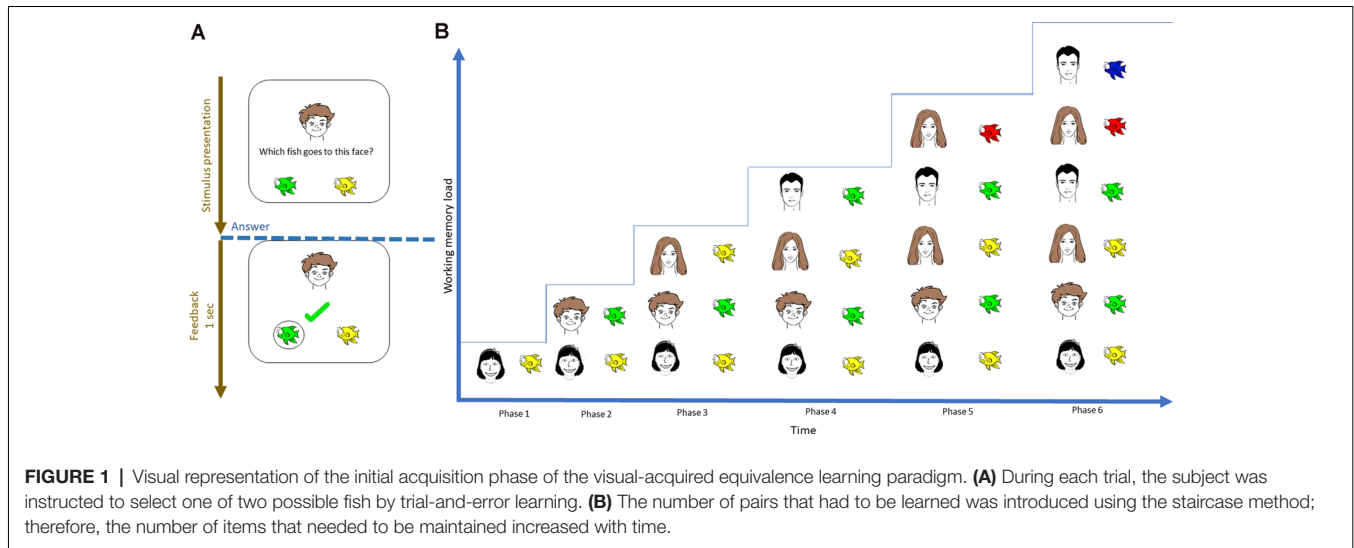 A
B
Stimulus presentation
Which fish goes to this face?
Answer
Feedback
1 sec
Working memory load
Phase 1
Phase 2
Phase 3
Phase 4
Phase 5
Phase 6
Time
FIGURE 1 | Visual representation of the initial acquisition phase of the visual-acquired equivalence learning paradigm. (A) During each trial, the subject was
instructed to select one of two possible fish by trial-and-error learning. (B) The number of pairs that had to be learned was introduced using the staircase method;
therefore, the number of items that needed to be maintained increased with time.